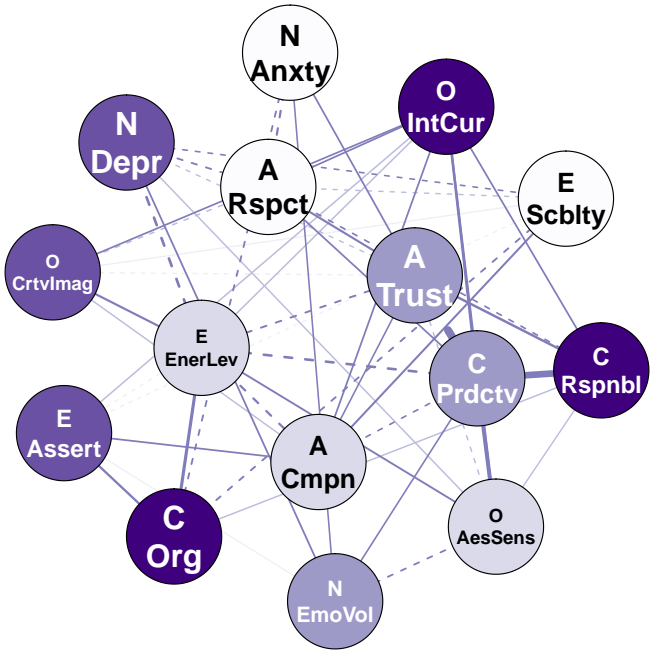 N
Anxty
O
IntCur
N
Depr
A
Rspct
E
Scblty
O
CrtvImag
A
Trust
E
EnerLev
C
Prdctv
C
Rspnbl
E
Assert
A
Cmpn
C
Org
O
AesSens
N
EmoVol